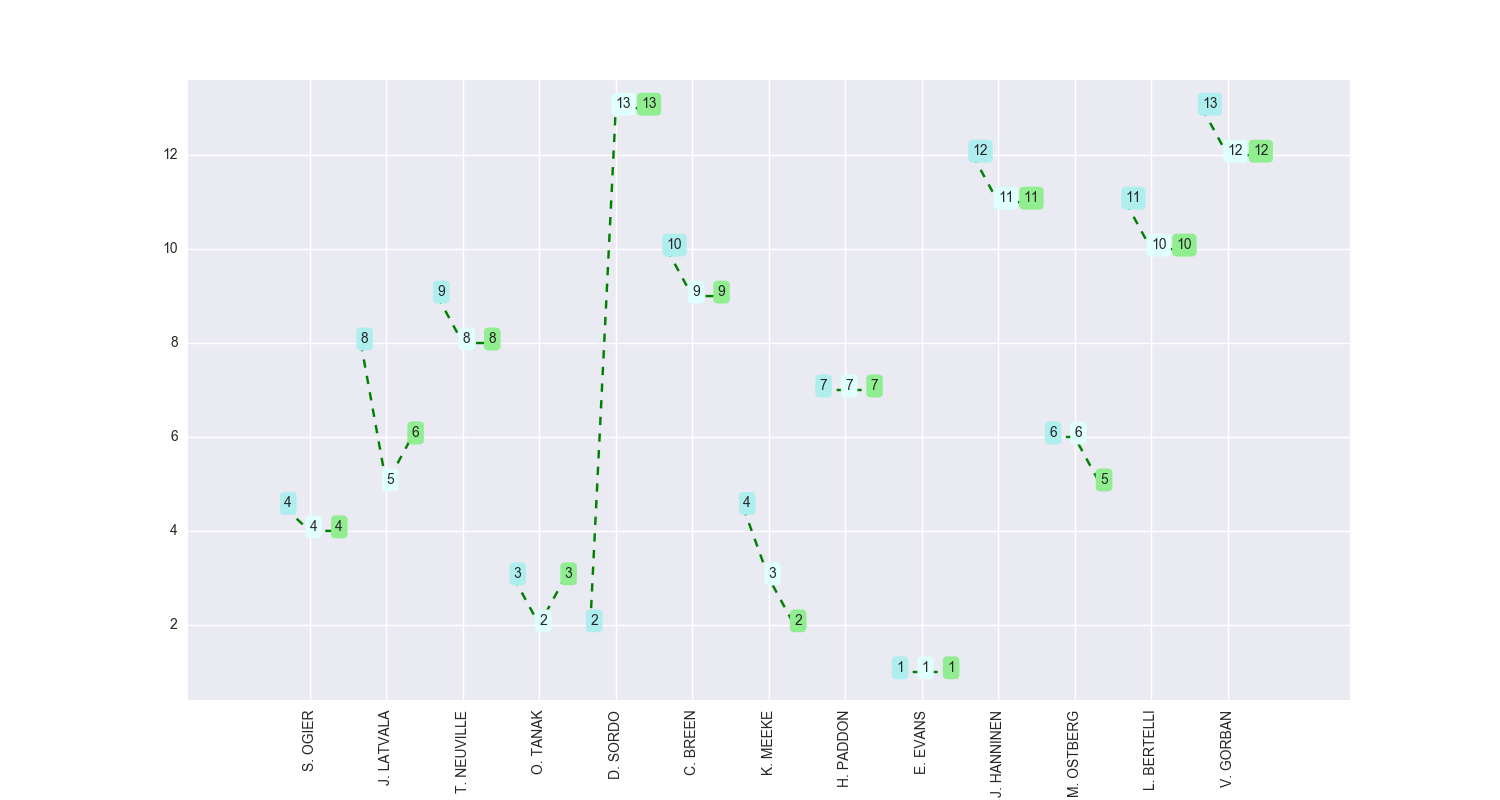 13 13 13
12 12 12 12
11 11 11
10 10 10
9 9 9
8 8 8
7 7 7
6 6 6
5 5
4 4 4 4
3 3 3
2 2 2
1 1 1
12
10
8
6
4
2
S. OGIER
J. LATVALA
T. NEUVILLE
O. TANAK
D. SORDO
C. BREEN
K. MEEKE
H. PADDON
E. EVANS
J. HANNINEN
M. OSTBERG
L. BERTELLI
V. GORBAN